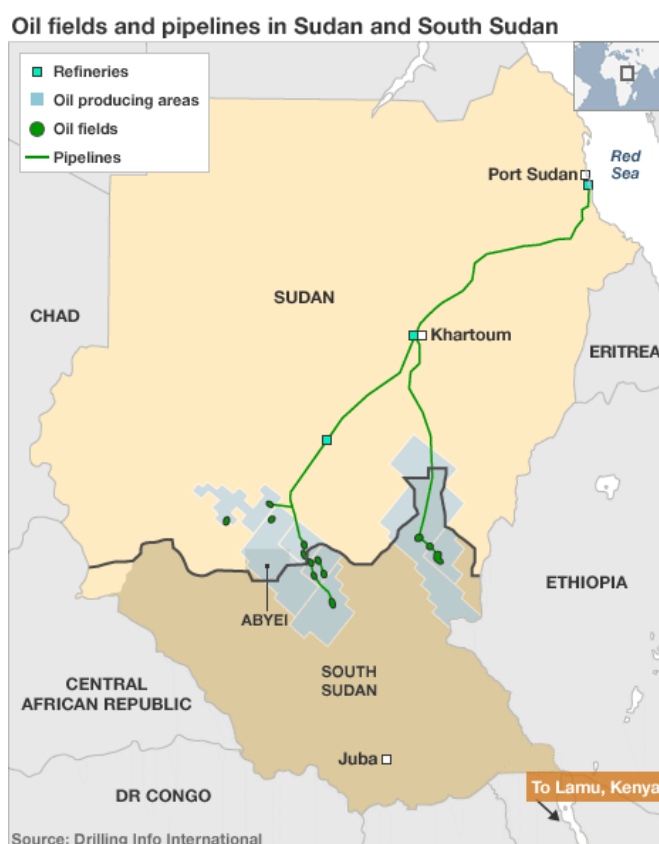 Oil fields and pipelines in Sudan and South Sudan
Refineries
Oil producing areas
Oil fields
Pipelines
Red
Sea
Port Sudan
SUDAN
CHAD
Khartoum
ERITREA
ETHIOPIA
ABYEI
SOUTH
SUDAN
CENTRAL
AFRICAN REPUBLIC
Juba
To Lamu, Kenya
DR CONGO
Source: Drilling Info International